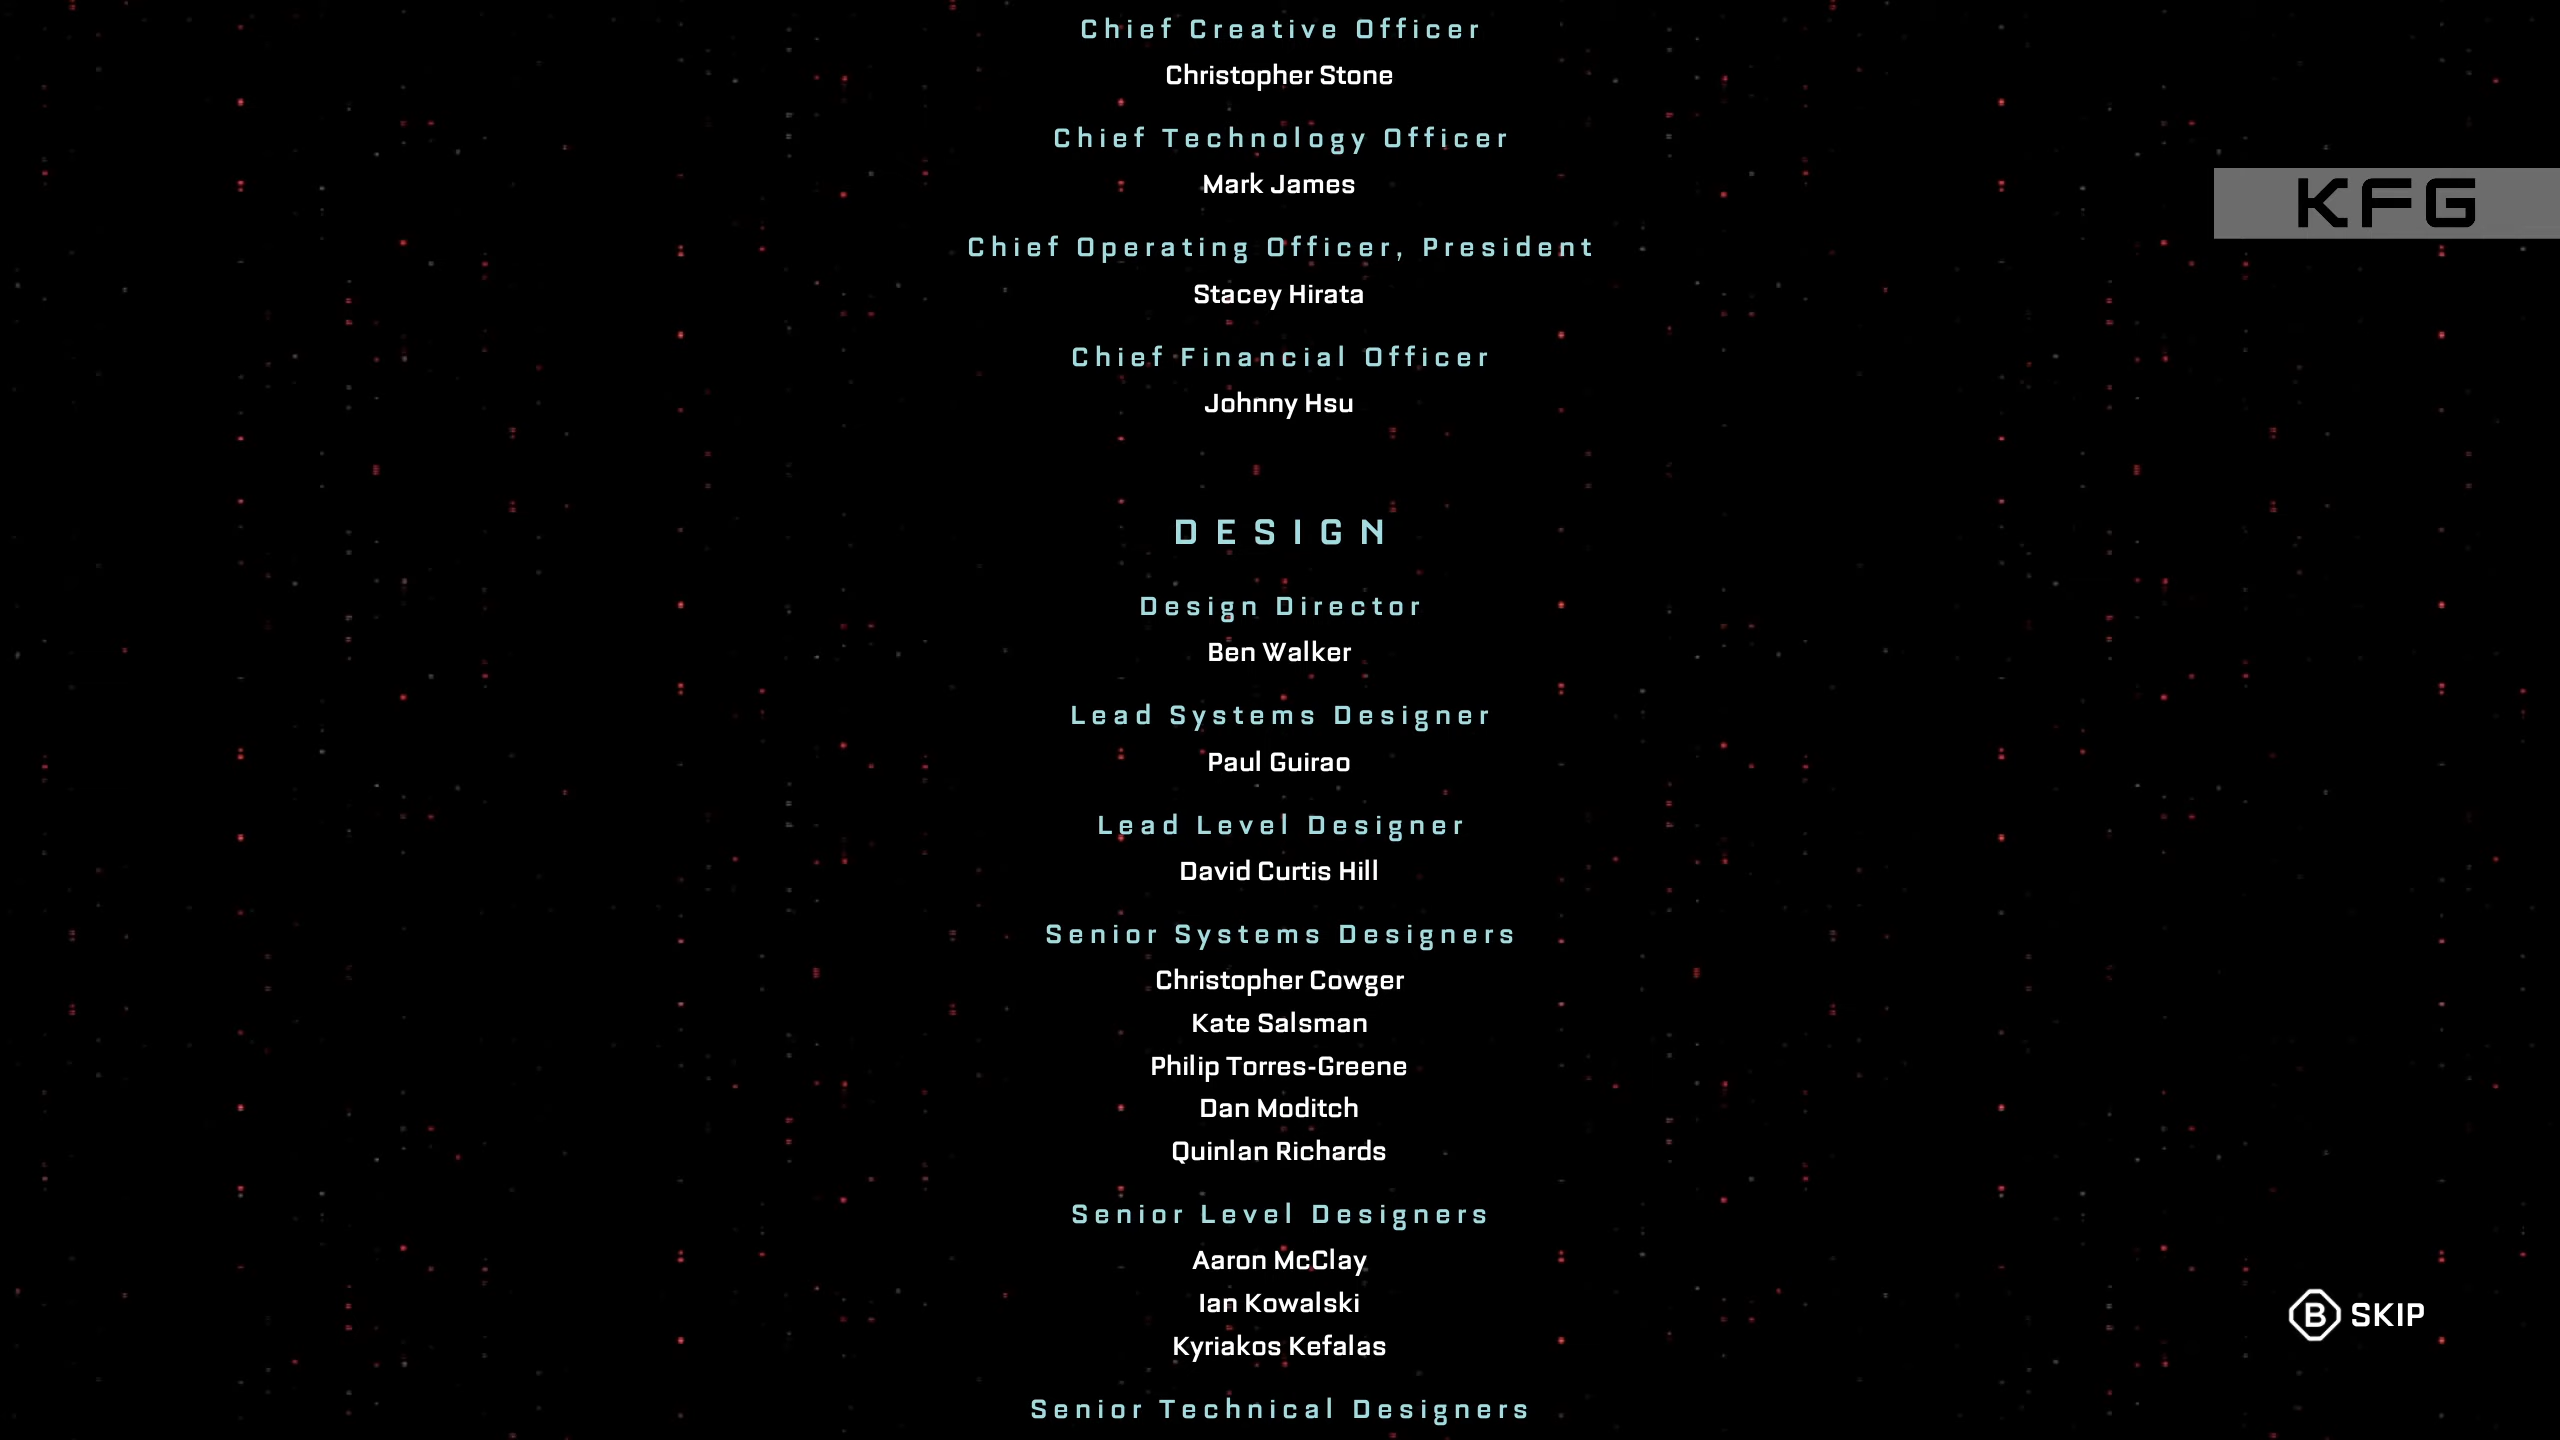 Chief Creative Officer
Christopher Stone
Chief Technology Officer
Mark James
KFG
Chief Operating Officer, President
Stacey Hirata
Chief Financial Officer
Johnny Hsu
DESIGN
Design Director
Ben Walker
Lead Systems Designer
Paul Guirao
Lead Level Designer
David Curtis Hill
Senior Systems Designers
Christopher Cowger
Kate Salsman
Philip Torres-Greene
Dan Moditch
Quinlan Richards
Senior Level Designers
Aaron McClay
Ian Kowalski
Kyriakos Kefalas
B SKIP
Senior Technical Designers